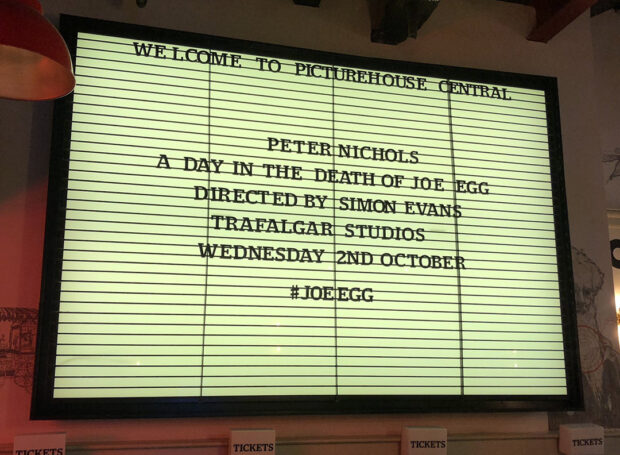 WELCOME TO PICTUREHOUSE CENTRAL
PETER NICHOLS
A DAY IN THE DEATH OF JOE EGG
DIRECTED BY SIMON EVANS
TRAFALGAR STUDIOS
WEDNESDAY 2ND OCTOBER
#JOEEGG
TICKETS
TICKETS
TICKETS
TICKETS